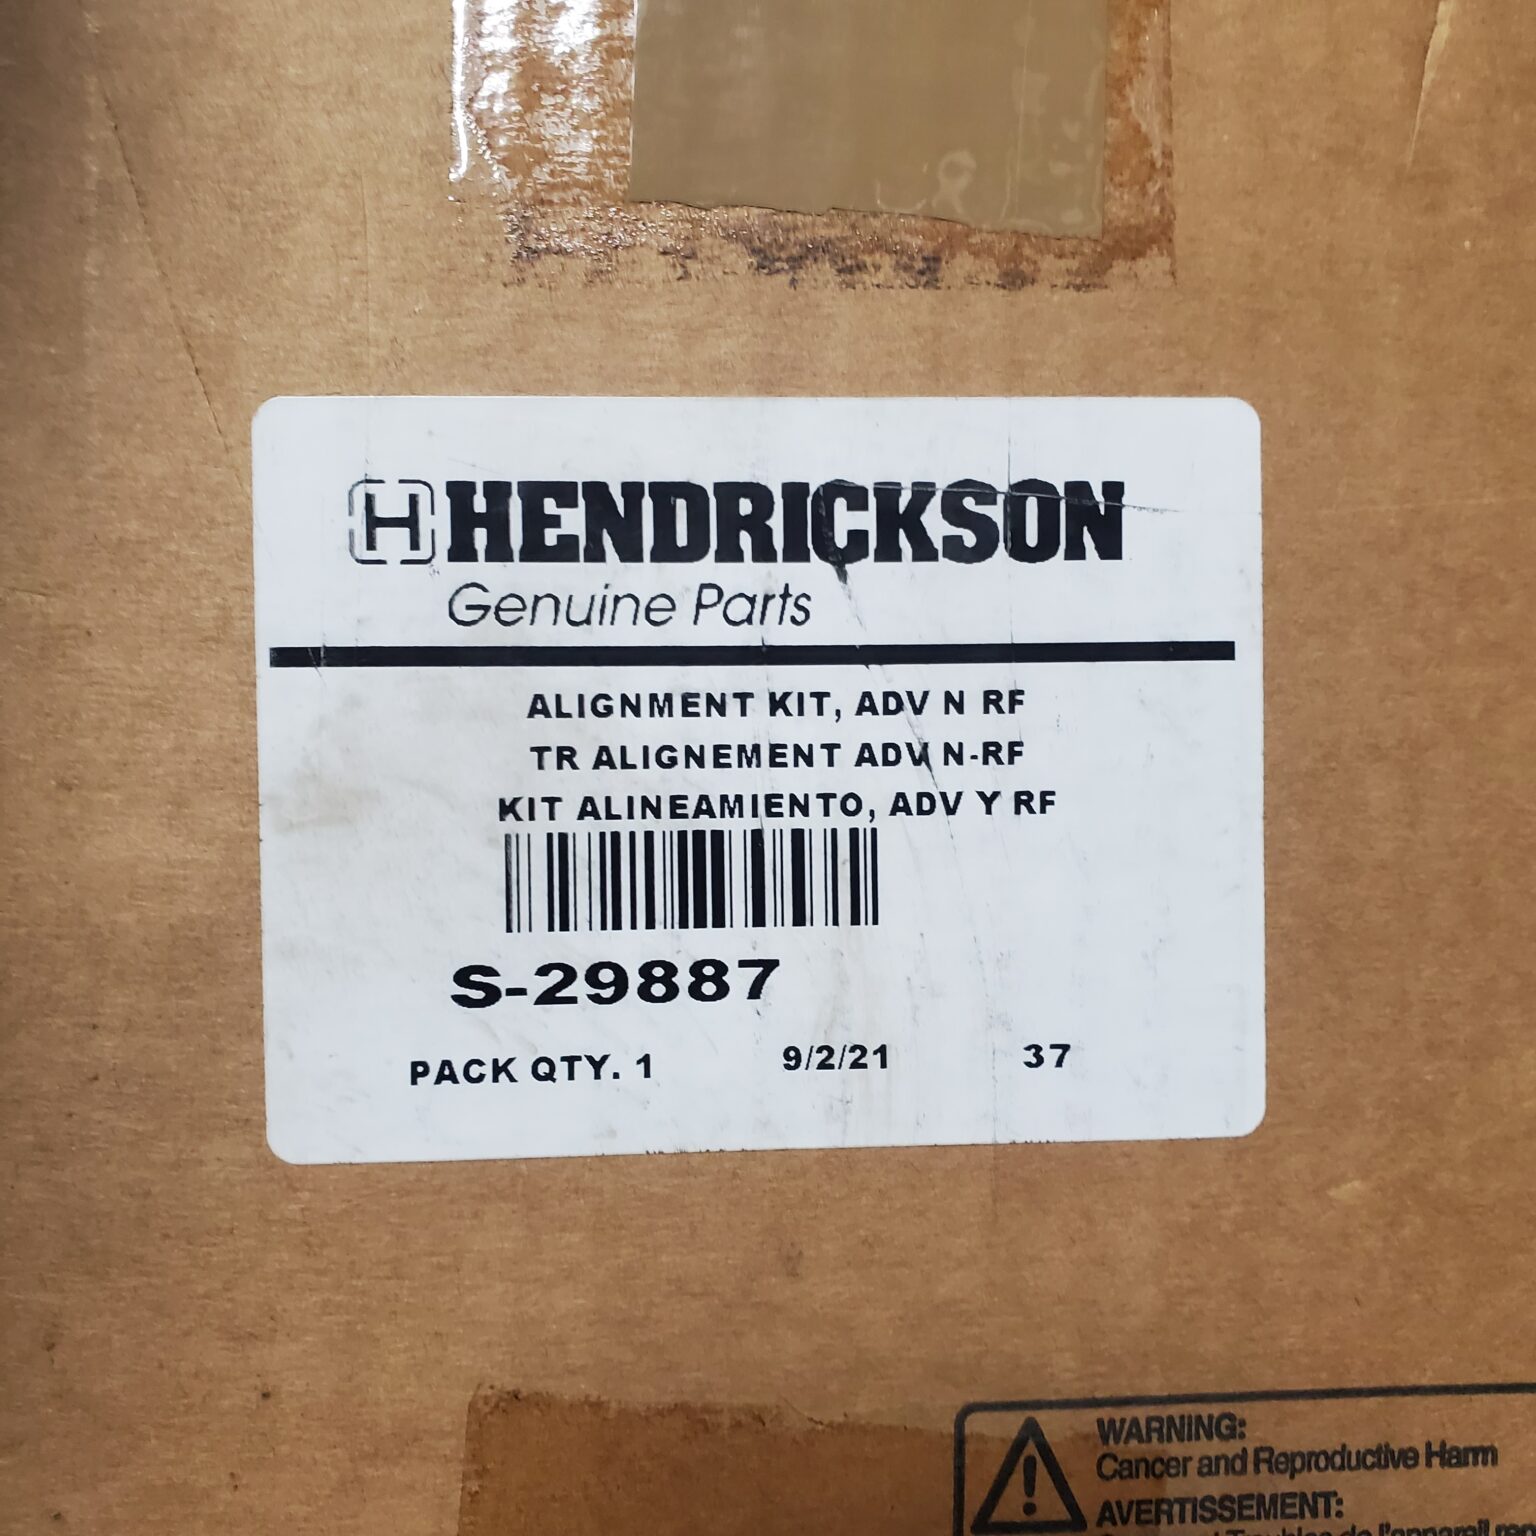 H HENDRICKSON
Genuine Parts
ALIGNMENT KIT, ADV N RF
TR ALIGNEMENT ADV N-RF
KIT ALINEAMIENTO, ADV Y RF
S-29887
PACK QTY. 1 9/2/21 37
WARNING:
Cancer and Reproductive Harm
AVERTISSEMENT: